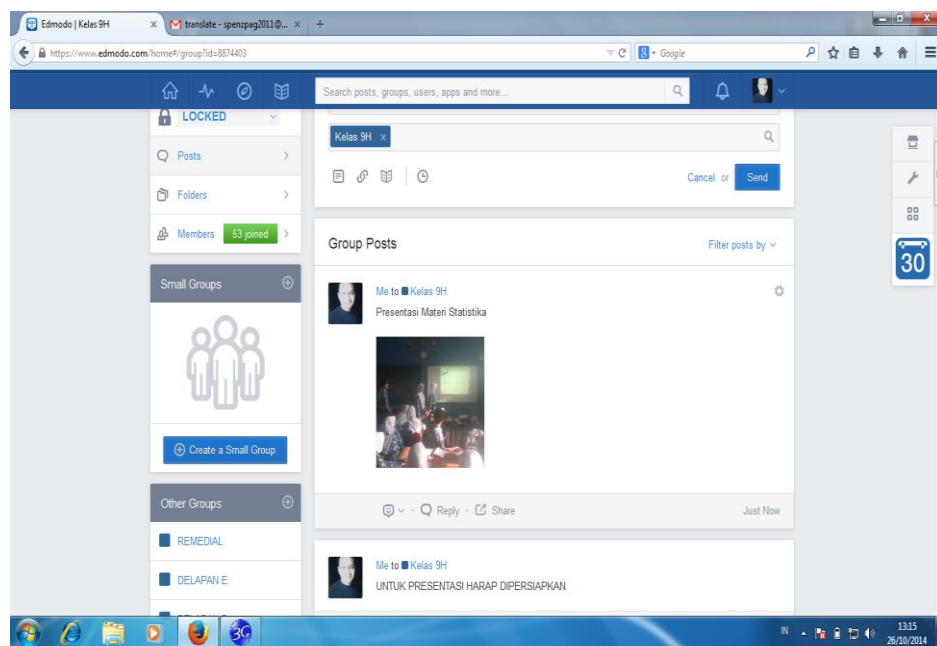 Edmodo | Kelas 9H x
translate - spenzpag2011@... x +
https://www.edmodo.com/home#/group?id=8874403
8 - Google
Search posts, groups, users, apps and more...
LOCKED
Posts
Folders
Members 53 joined
Small Groups
Create a Small Group
Other Groups
REMEDIAL
DELAPAN E
Kelas 9H x
Cancel or Send
Group Posts
Filter posts by
Me to Kelas 9H
Presentasi Materi Statistika
Reply · Share
Just Now
Me to Kelas 9H
UNTUK PRESENTASI HARAP DIPERSIAPKAN
30
3G
IN
13:15
26/10/2014